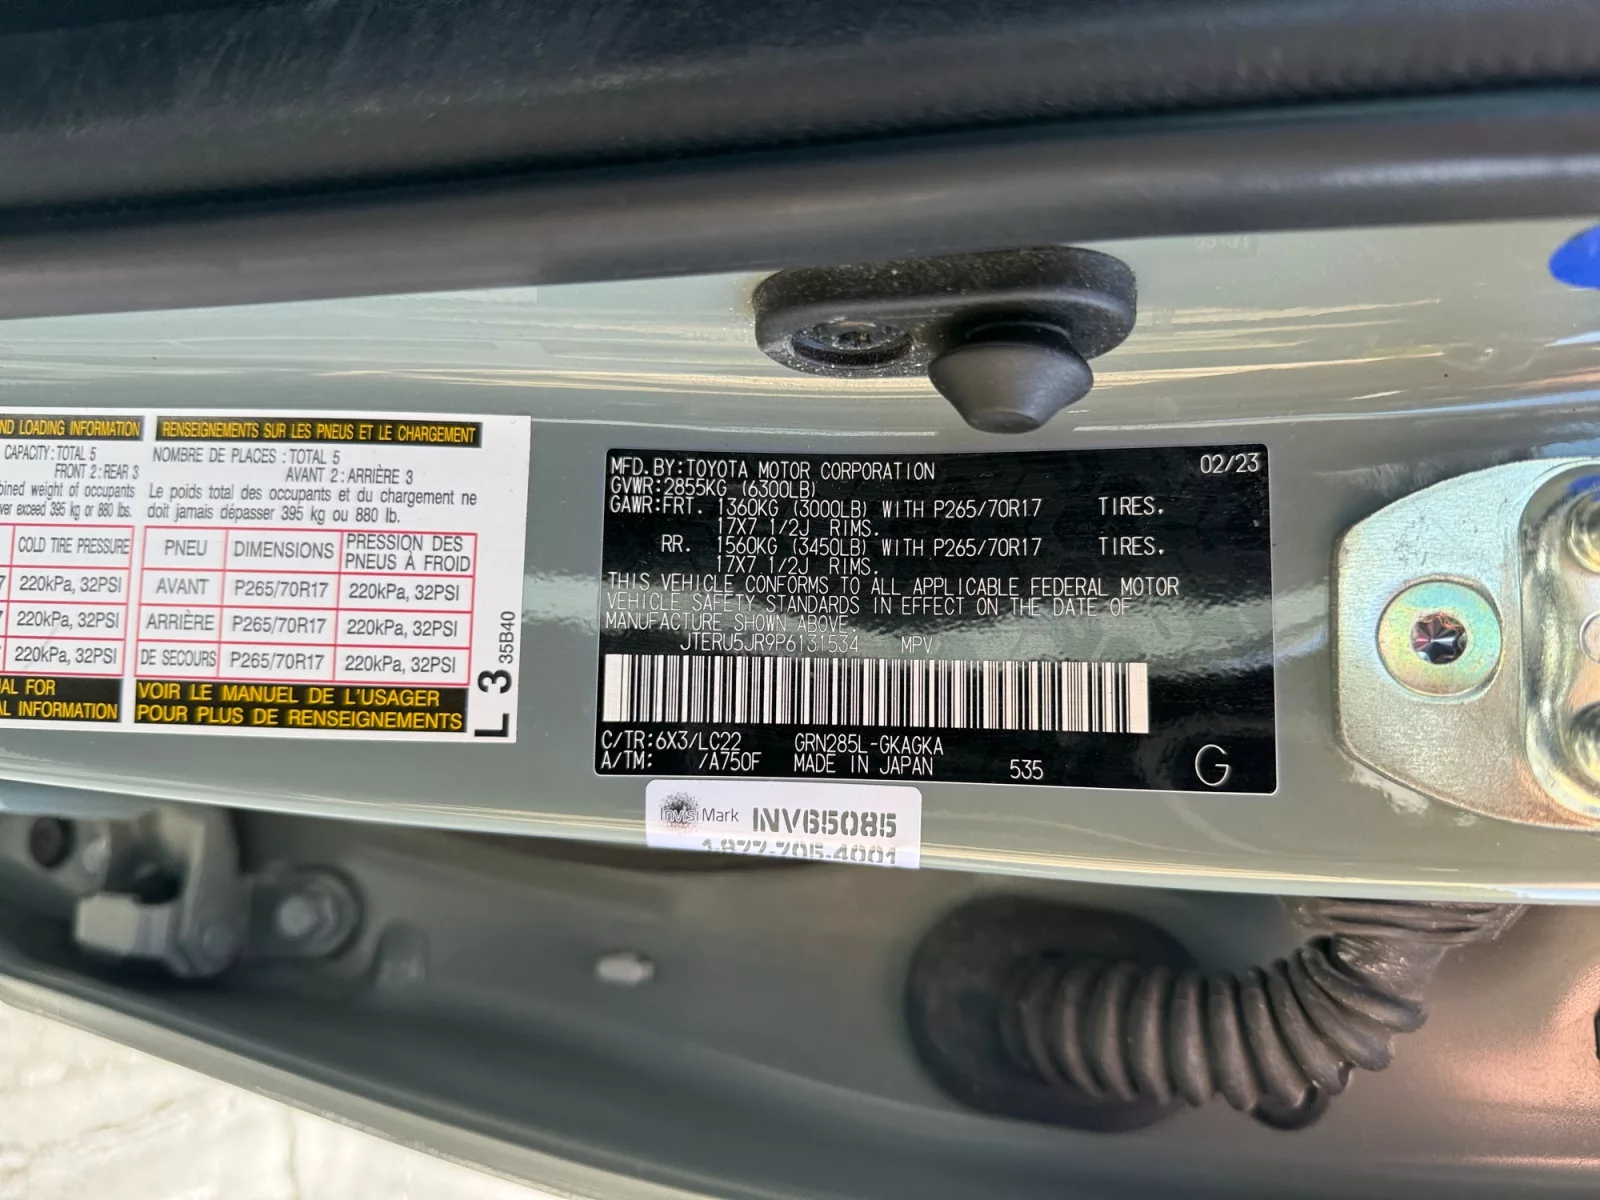 ND LOADING INFORMATION
CAPACITY: TOTAL 5
FRONT 2: REAR 3
bined weight of occupants
ver exceed 395 kg or 880 lbs.
COLD TIRE PRESSURE
7 220kPa, 32PSI
7 220kPa, 32PSI
7 220kPa, 32PSI
AL FOR
AL INFORMATION
RENSEIGNEMENTS SUR LES PNEUS ET LE CHARGEMENT
NOMBRE DE PLACES : TOTAL 5
AVANT 2: ARRIÈRE 3
Le poids total des occupants et du chargement ne
doit jamais dépasser 395 kg ou 880 lb.
PNEU DIMENSIONS PRESSION DES PNEUS À FROID
AVANT P265/70R17 220kPa, 32PSI
ARRIÈRE P265/70R17 220kPa, 32PSI
DE SECOURS P265/70R17 220kPa, 32PSI
VOIR LE MANUEL DE L'USAGER
POUR PLUS DE RENSEIGNEMENTS
L 3 35B40
MFD.BY:TOYOTA MOTOR CORPORATION 02/23
GVWR:2855KG (6300LB)
GAWR:FRT. 1360KG (3000LB) WITH P265/70R17 TIRES.
17X7 1/2J RIMS.
RR. 1560KG (3450LB) WITH P265/70R17 TIRES.
17X7 1/2J RIMS.
THIS VEHICLE CONFORMS TO ALL APPLICABLE FEDERAL MOTOR
VEHICLE SAFETY STANDARDS IN EFFECT ON THE DATE OF
MANUFACTURE SHOWN ABOVE.
JTERU5JR9P6131534 MPV
C/TR:6X3/LC22 GRN285L-GKAGKA
A/TM: /A750F MADE IN JAPAN 535 G
InvisiMark INV65085
1-877-705-4001